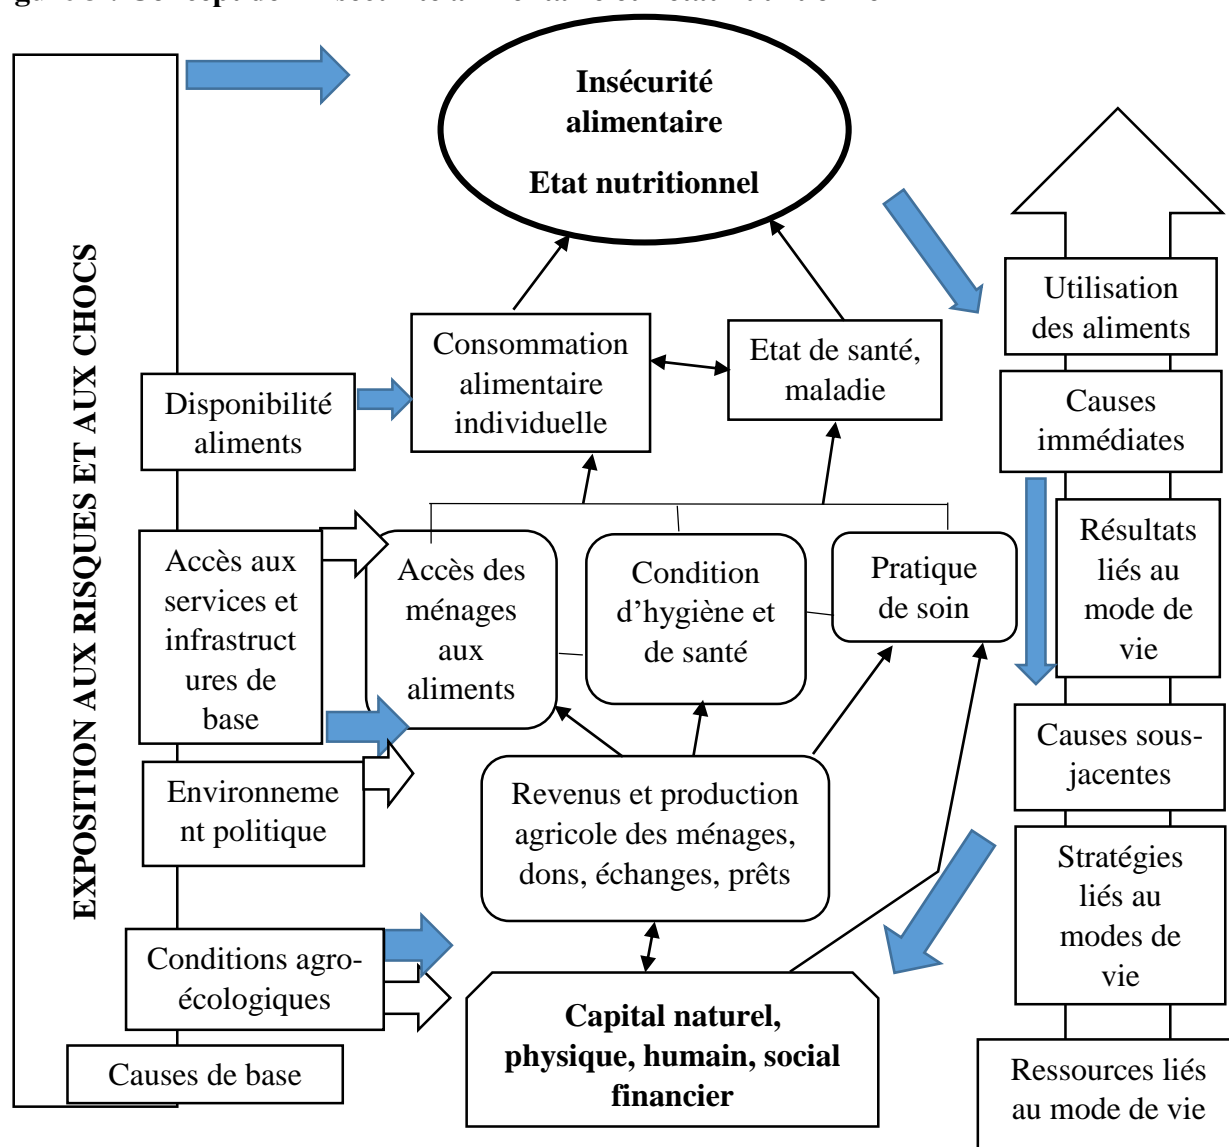 Insécurité
alimentaire
Etat nutritionnel
EXPOSITION AUX RISQUES ET AUX CHOCS
Utilisation
des aliments
Consommation
alimentaire
individuelle
Etat de santé,
maladie
Disponibilité
aliments
Causes
immédiates
Accès aux
services et
infrastruct
ures de
base
Accès des
ménages
aux
aliments
Condition
d’hygiène et
de santé
Pratique
de soin
Résultats
liés au
mode de
vie
Environneme
nt politique
Revenus et production
agricole des ménages,
dons, échanges, prêts
Causes sous-
jacentes
Stratégies
liés au
modes de
vie
Conditions agro-
écologiques
Capital naturel,
physique, humain, social
financier
Causes de base
Ressources liés
au mode de vie